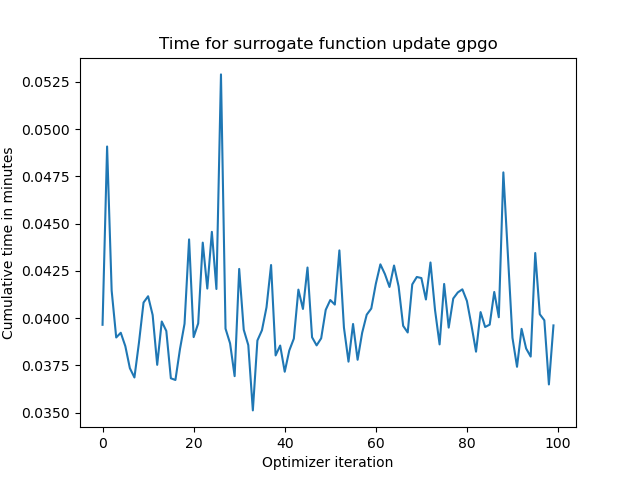 Time for surrogate function update gpgo
0.0525
0.0500
0.0475
0.0450
0.0425
0.0400
0.0375
0.0350
Cumulative time in minutes
0 20 40 60 80 100
Optimizer iteration